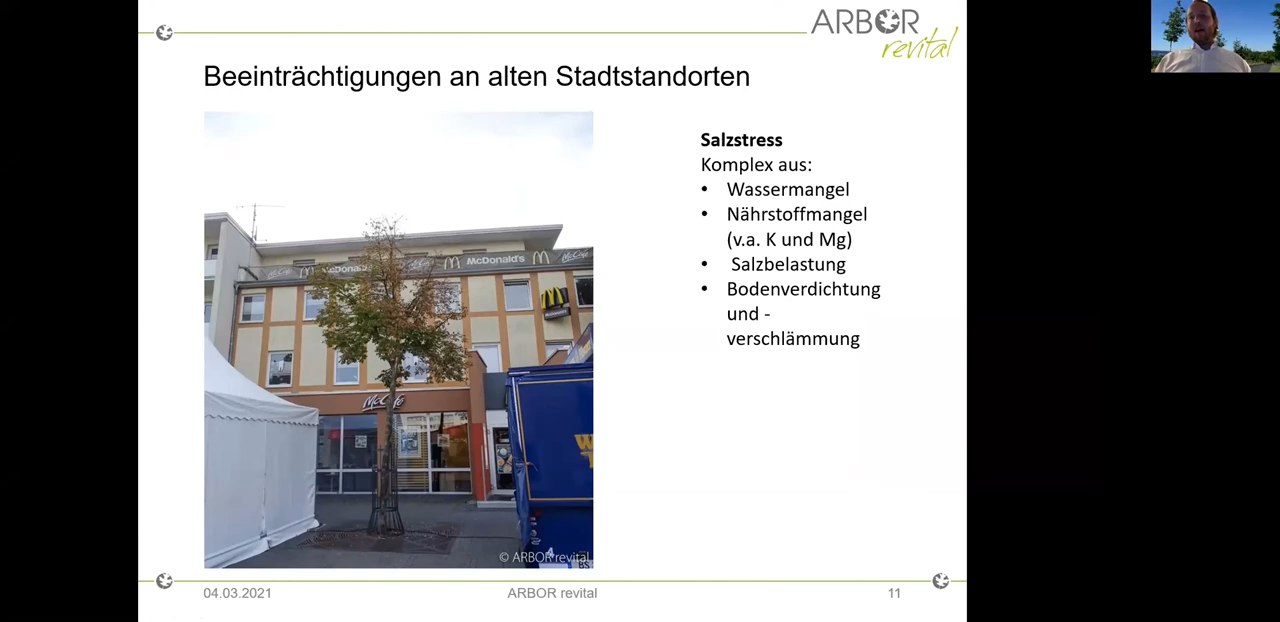 ARBOR
revital
Beeinträchtigungen an alten Stadtstandorten
Salzstress
Komplex aus:
• Wassermangel
• Nährstoffmangel
(v.a. K und Mg)
• Salzbelastung
• Bodenverdichtung
und -
verschlämmung
McDonald's
McDonald's
McCafé
© ARBOR revital
04.03.2021
ARBOR revital
11